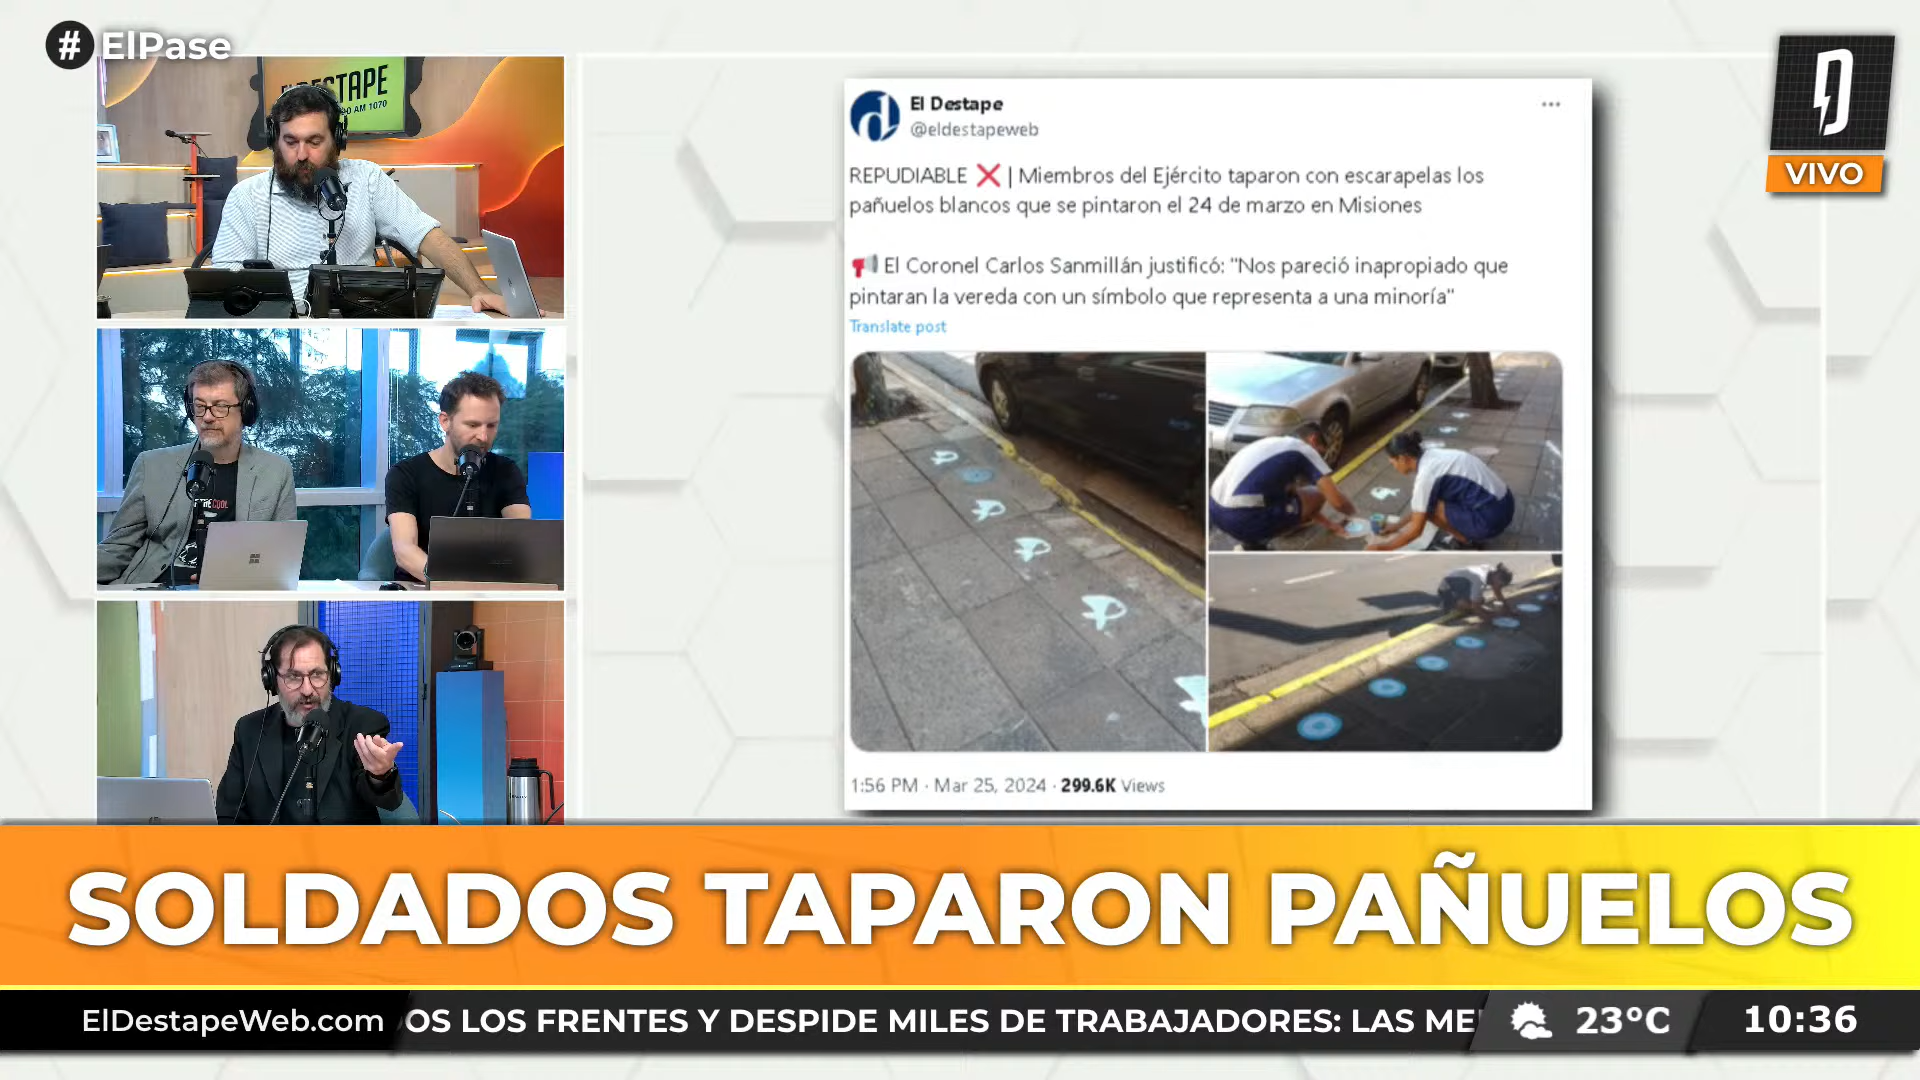 # ElPase
EL DESTAPE
AM 1070
THE COOL
El Destape
@eldestapeweb
REPUDIABLE ❌ | Miembros del Ejército taparon con escarapelas los
pañuelos blancos que se pintaron el 24 de marzo en Misiones
📢 El Coronel Carlos Sanmillán justificó: "Nos pareció inapropiado que
pintaran la vereda con un símbolo que representa a una minoría"
Translate post
1:56 PM · Mar 25, 2024 · 299.6K Views
VIVO
SOLDADOS TAPARON PAÑUELOS
ElDestapeWeb.com
OS LOS FRENTES Y DESPIDE MILES DE TRABAJADORES: LAS ME
23°C
10:36